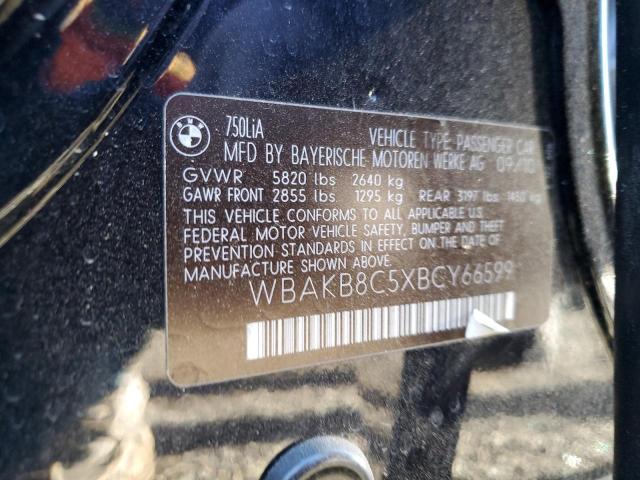 BMW
750LiA VEHICLE TYPE PASSENGER CAR
MFD BY BAYERISCHE MOTOREN WERKE AG 09/10
GVWR 5820 lbs 2640 kg
GAWR FRONT 2855 lbs 1295 kg REAR 3197 lbs 1450 kg
THIS VEHICLE CONFORMS TO ALL APPLICABLE U.S.
FEDERAL MOTOR VEHICLE SAFETY, BUMPER AND THEFT
PREVENTION STANDARDS IN EFFECT ON THE DATE OF
MANUFACTURE SHOWN ABOVE.
WBAKB8C5XBCY66599